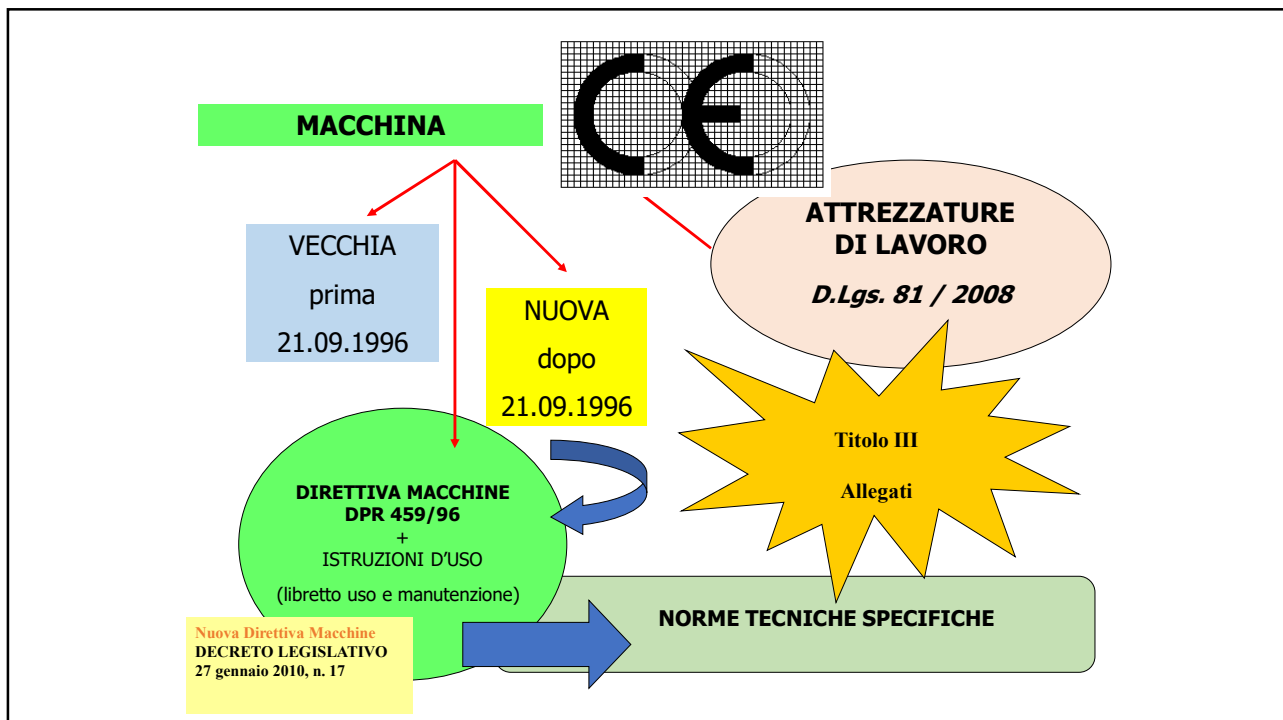 CE
MACCHINA
VECCHIA
prima
21.09.1996
NUOVA
dopo
21.09.1996
ATTREZZATURE
DI LAVORO
D.Lgs. 81 / 2008
Titolo III
Allegati
DIRETTIVA MACCHINE
DPR 459/96
+
ISTRUZIONI D’USO
(libretto uso e manutenzione)
Nuova Direttiva Macchine
DECRETO LEGISLATIVO
27 gennaio 2010, n. 17
NORME TECNICHE SPECIFICHE